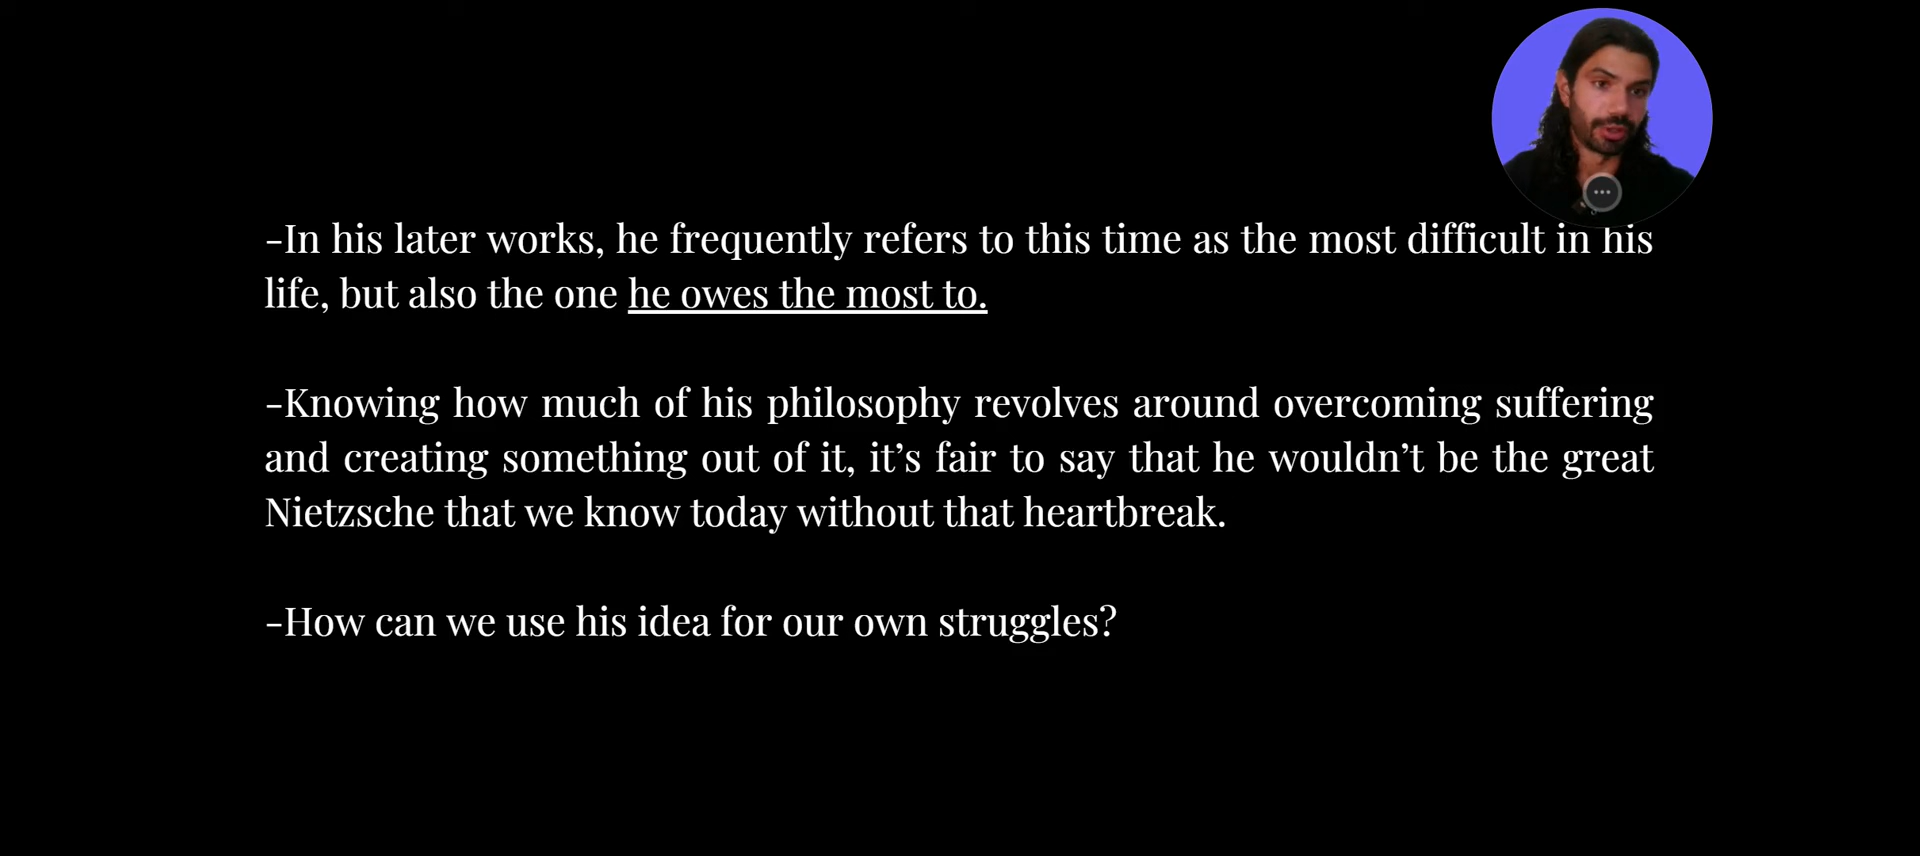 -In his later works, he frequently refers to this time as the most difficult in his
life, but also the one he owes the most to.
-Knowing how much of his philosophy revolves around overcoming suffering
and creating something out of it, it’s fair to say that he wouldn’t be the great
Nietzsche that we know today without that heartbreak.
-How can we use his idea for our own struggles?